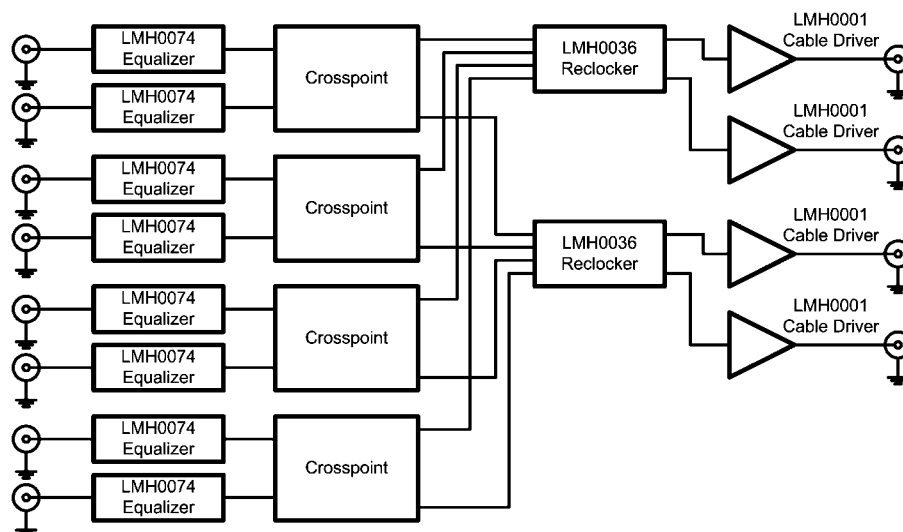 LMH0074
Equalizer
LMH0074
Equalizer
Crosspoint
LMH0036
Reclocker
LMH0001
Cable Driver
LMH0001
Cable Driver
LMH0074
Equalizer
LMH0074
Equalizer
Crosspoint
LMH0036
Reclocker
LMH0001
Cable Driver
LMH0001
Cable Driver
LMH0074
Equalizer
LMH0074
Equalizer
Crosspoint
LMH0074
Equalizer
LMH0074
Equalizer
Crosspoint